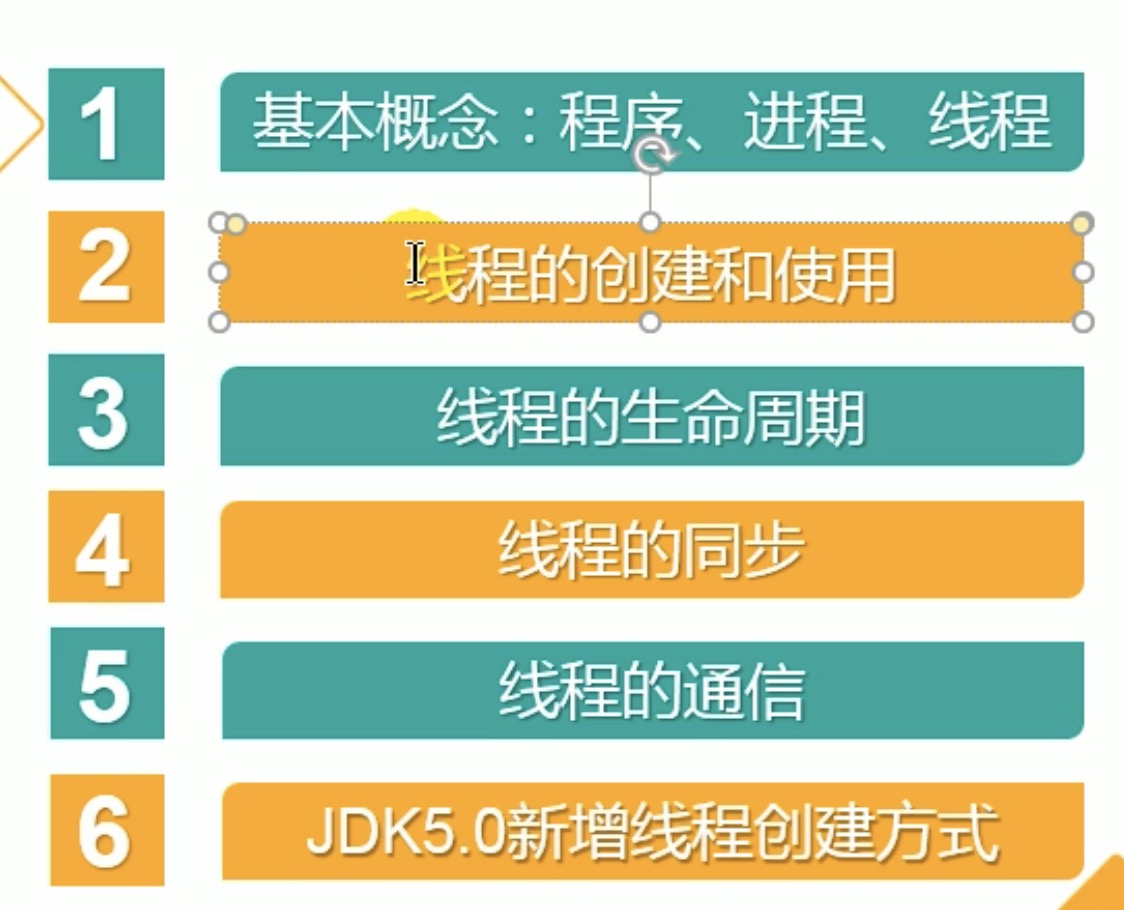 1 基本概念：程序、进程、线程
2 线程的创建和使用
3 线程的生命周期
4 线程的同步
5 线程的通信
6 JDK5.0新增线程创建方式